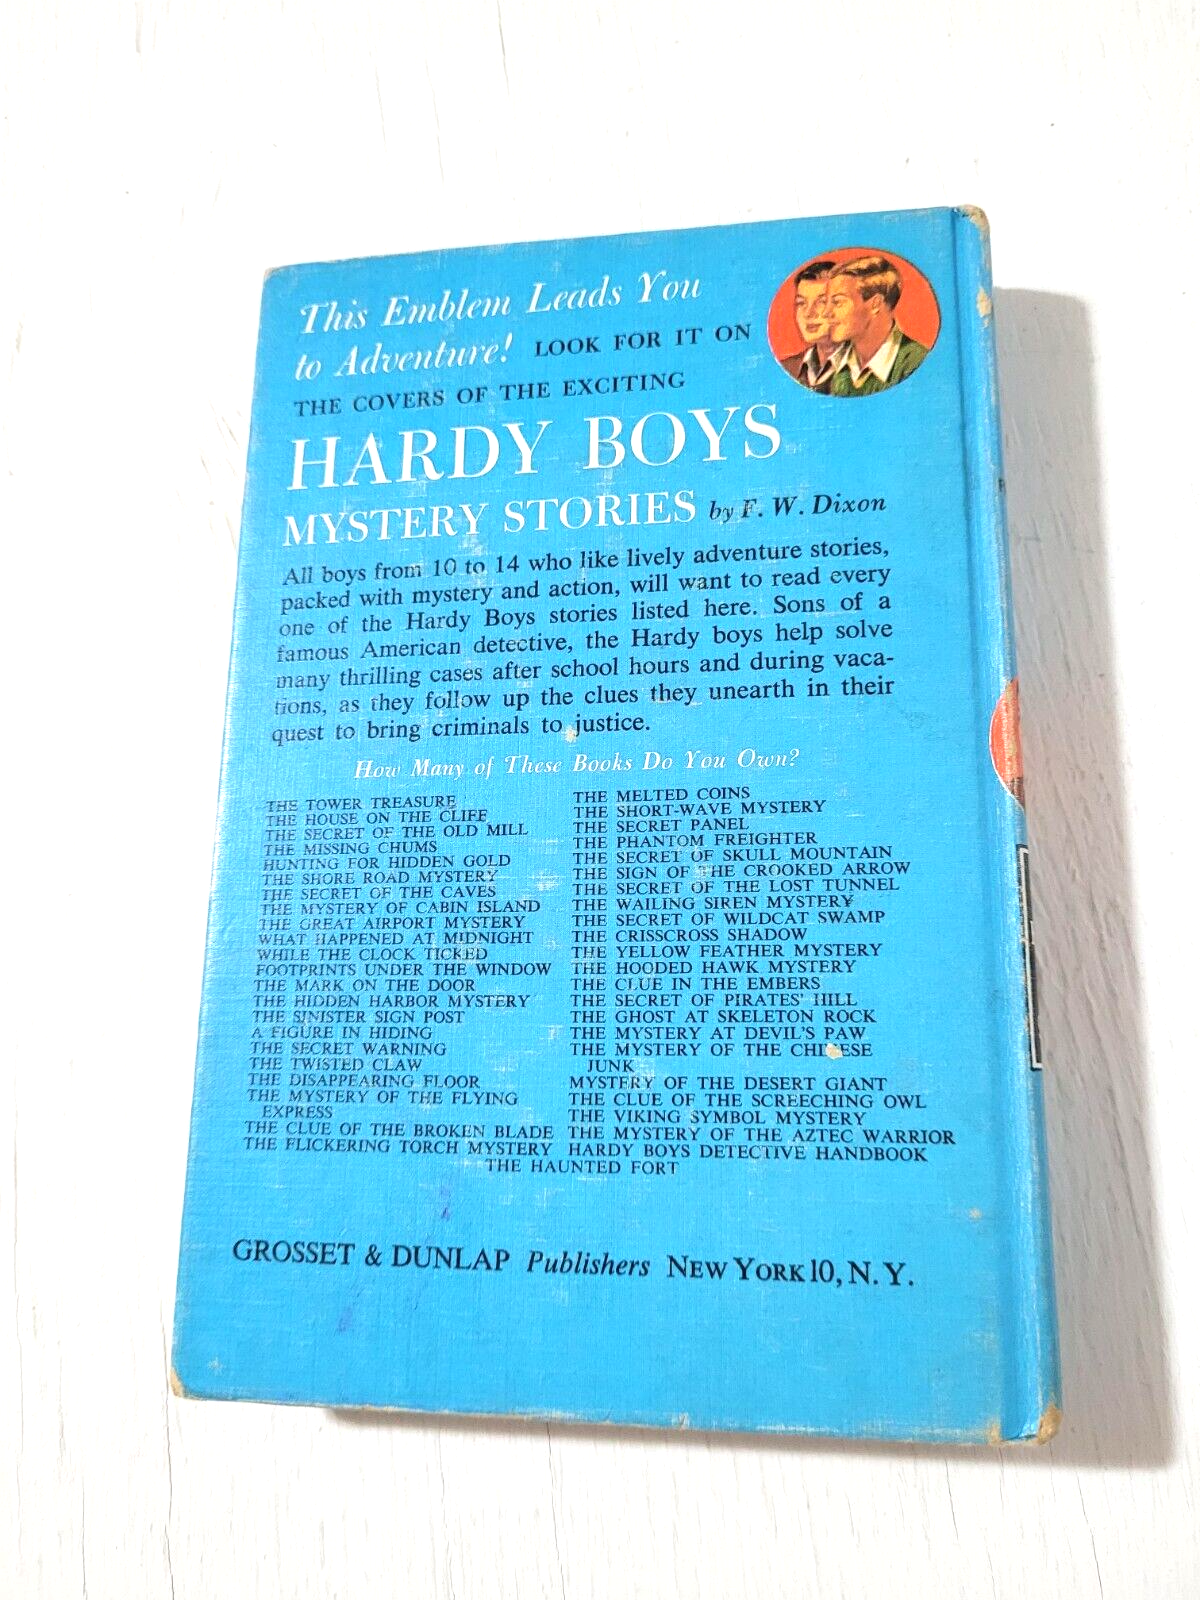 This Emblem Leads You
to Adventure! LOOK FOR IT ON
THE COVERS OF THE EXCITING
HARDY BOYS
MYSTERY STORIES by F. W. Dixon
All boys from 10 to 14 who like lively adventure stories,
packed with mystery and action, will want to read every
one of the Hardy Boys stories listed here. Sons of a
famous American detective, the Hardy boys help solve
many thrilling cases after school hours and during vaca-
tions, as they follow up the clues they unearth in their
quest to bring criminals to justice.
How Many of These Books Do You Own?
THE TOWER TREASURE
THE HOUSE ON THE CLIFF
THE SECRET OF THE OLD MILL
THE MISSING CHUMS
HUNTING FOR HIDDEN GOLD
THE SHORE ROAD MYSTERY
THE SECRET OF THE CAVES
THE MYSTERY OF CABIN ISLAND
THE GREAT AIRPORT MYSTERY
WHAT HAPPENED AT MIDNIGHT
WHILE THE CLOCK TICKED
FOOTPRINTS UNDER THE WINDOW
THE MARK ON THE DOOR
THE HIDDEN HARBOR MYSTERY
THE SINISTER SIGN POST
A FIGURE IN HIDING
THE SECRET WARNING
THE TWISTED CLAW
THE DISAPPEARING FLOOR
THE MYSTERY OF THE FLYING
EXPRESS
THE CLUE OF THE BROKEN BLADE
THE FLICKERING TORCH MYSTERY
THE MELTED COINS
THE SHORT-WAVE MYSTERY
THE SECRET PANEL
THE PHANTOM FREIGHTER
THE SECRET OF SKULL MOUNTAIN
THE SIGN OF THE CROOKED ARROW
THE SECRET OF THE LOST TUNNEL
THE WAILING SIREN MYSTERY
THE SECRET OF WILDCAT SWAMP
THE CRISSCROSS SHADOW
THE YELLOW FEATHER MYSTERY
THE HOODED HAWK MYSTERY
THE CLUE IN THE EMBERS
THE SECRET OF PIRATES' HILL
THE GHOST AT SKELETON ROCK
THE MYSTERY AT DEVIL'S PAW
THE MYSTERY OF THE CHINESE
JUNK
MYSTERY OF THE DESERT GIANT
THE CLUE OF THE SCREECHING OWL
THE VIKING SYMBOL MYSTERY
THE MYSTERY OF THE AZTEC WARRIOR
HARDY BOYS DETECTIVE HANDBOOK
THE HAUNTED FORT
GROSSET & DUNLAP Publishers NEW YORK 10, N. Y.